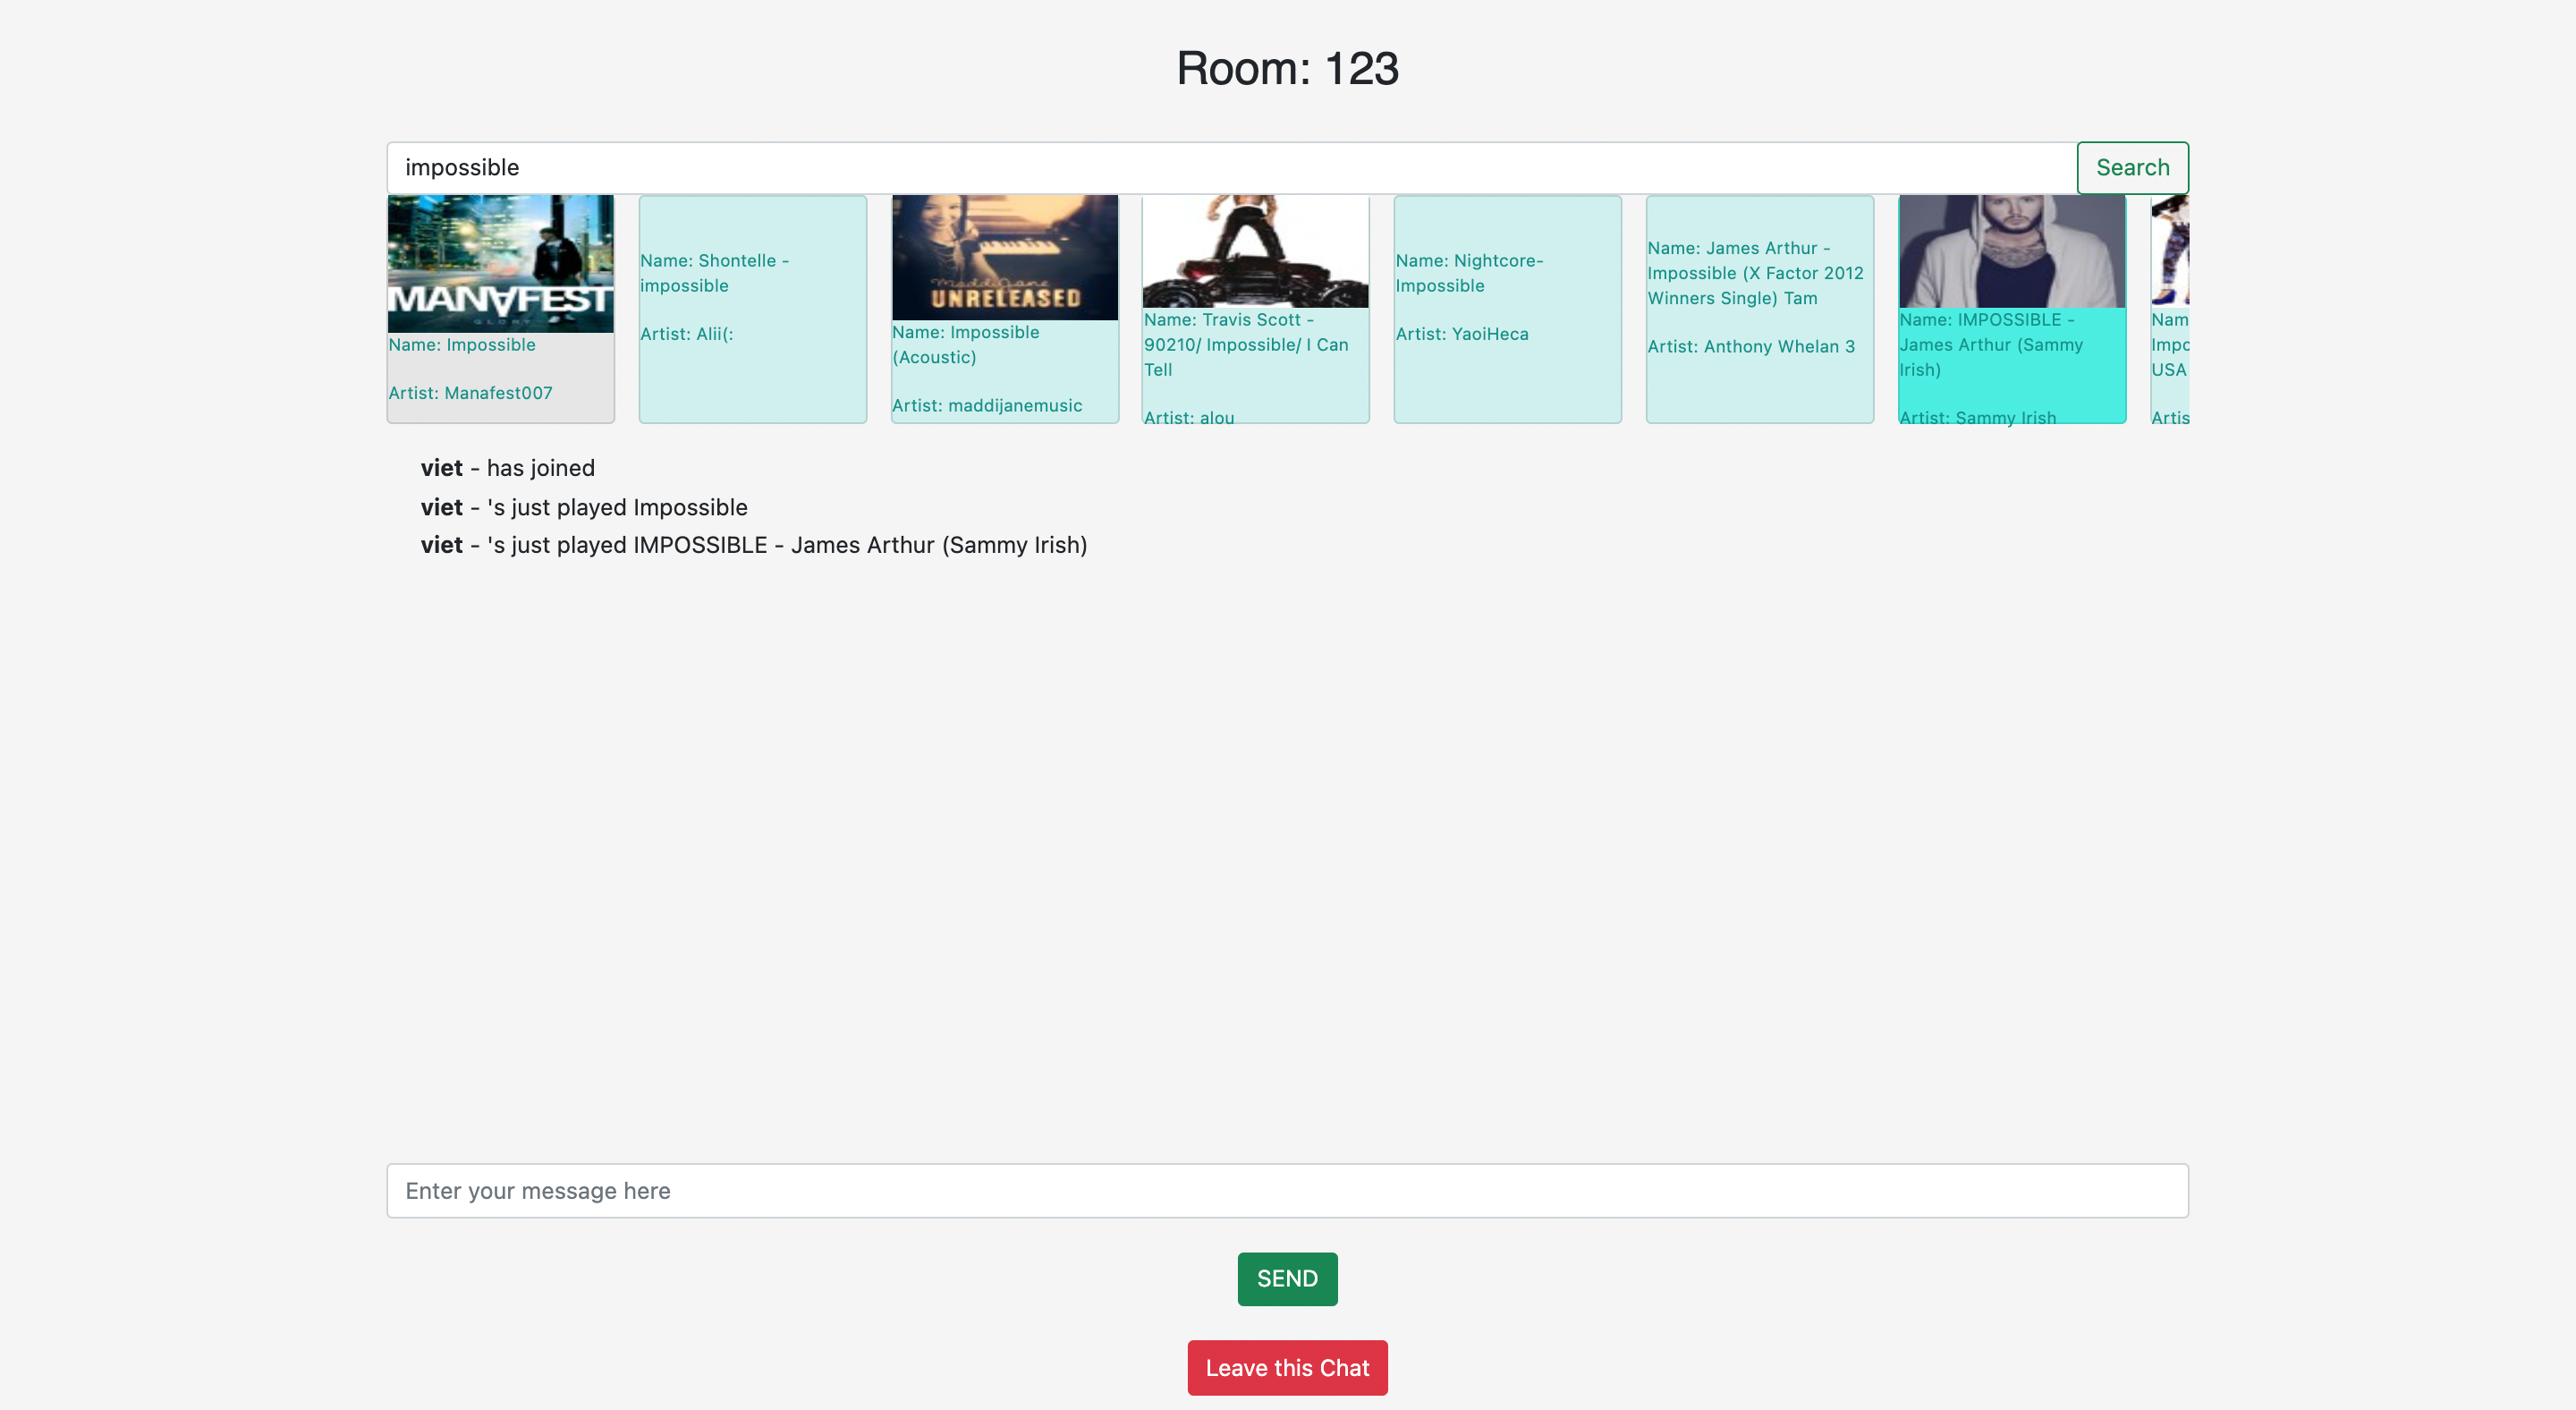 Room: 123
impossible
Search
MANAFEST
GLORY
Name: Impossible
Artist: Manafest007
Name: Shontelle -
impossible
Artist: Alii(:
Maddi Jane
UNRELEASED
Name: Impossible
(Acoustic)
Artist: maddijanemusic
Name: Travis Scott -
90210/ Impossible/ I Can
Tell
Artist: alou
Name: Nightcore-
Impossible
Artist: YaoiHeca
Name: James Arthur -
Impossible (X Factor 2012
Winners Single) Tam
Artist: Anthony Whelan 3
Name: IMPOSSIBLE -
James Arthur (Sammy
Irish)
Artist: Sammy Irish
Nam
Impo
USA
Artis
viet - has joined
viet - 's just played Impossible
viet - 's just played IMPOSSIBLE - James Arthur (Sammy Irish)
Enter your message here
SEND
Leave this Chat